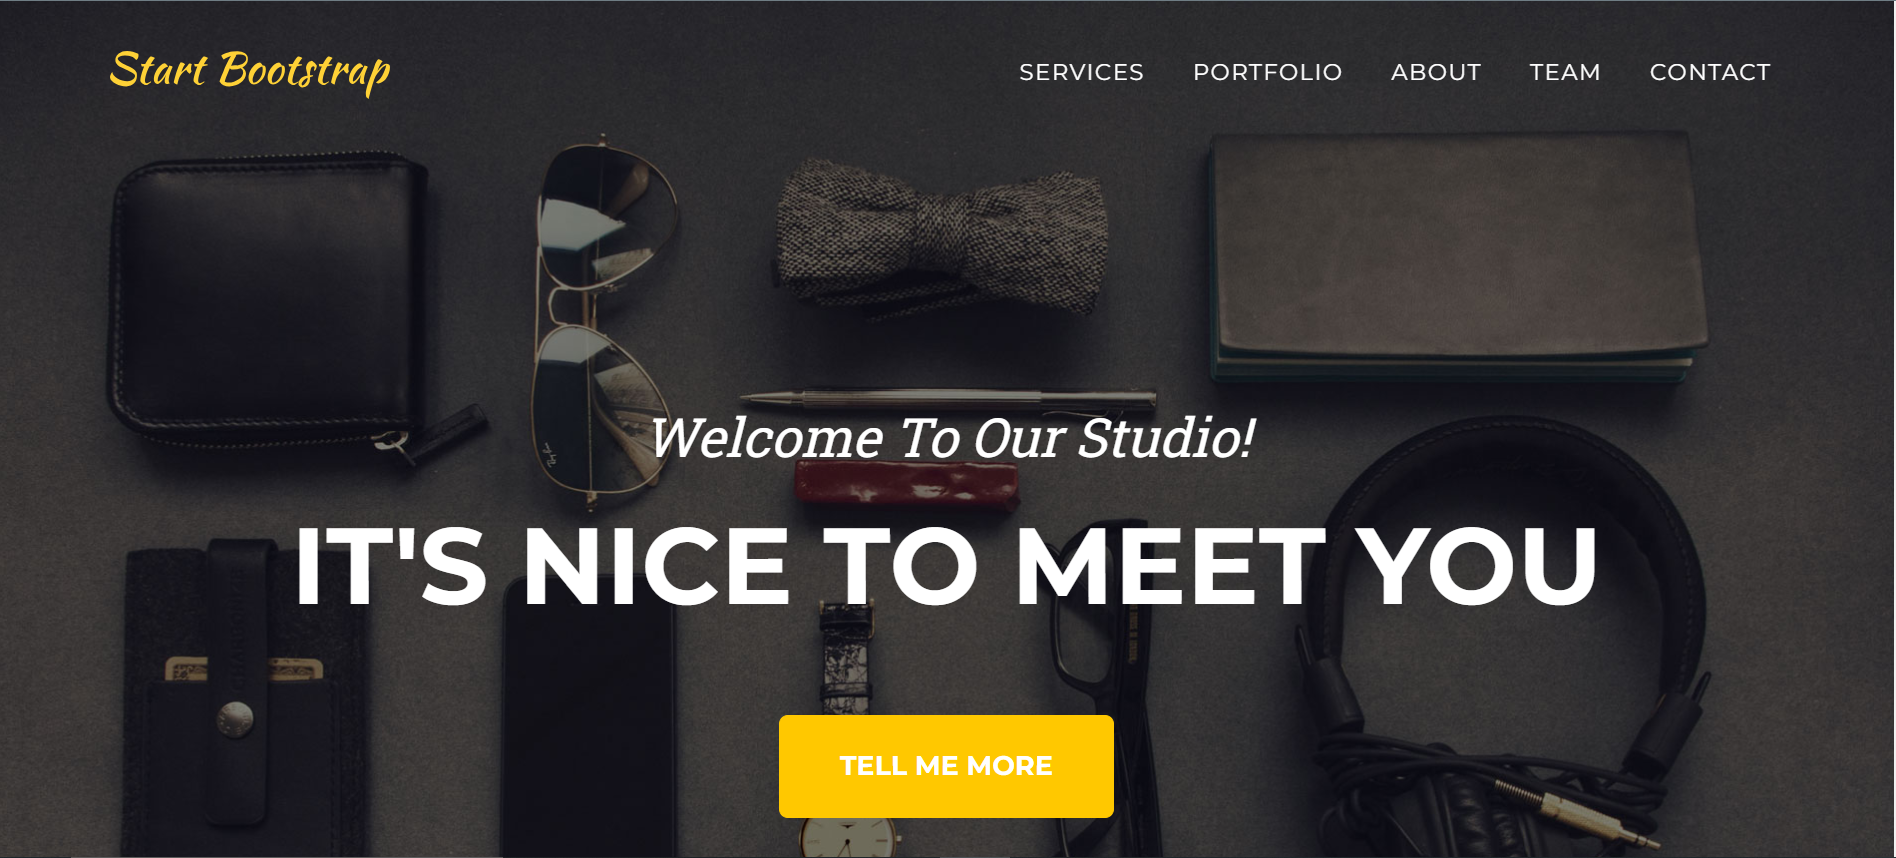 Start Bootstrap
SERVICES PORTFOLIO ABOUT TEAM CONTACT
Welcome To Our Studio!
IT'S NICE TO MEET YOU
TELL ME MORE